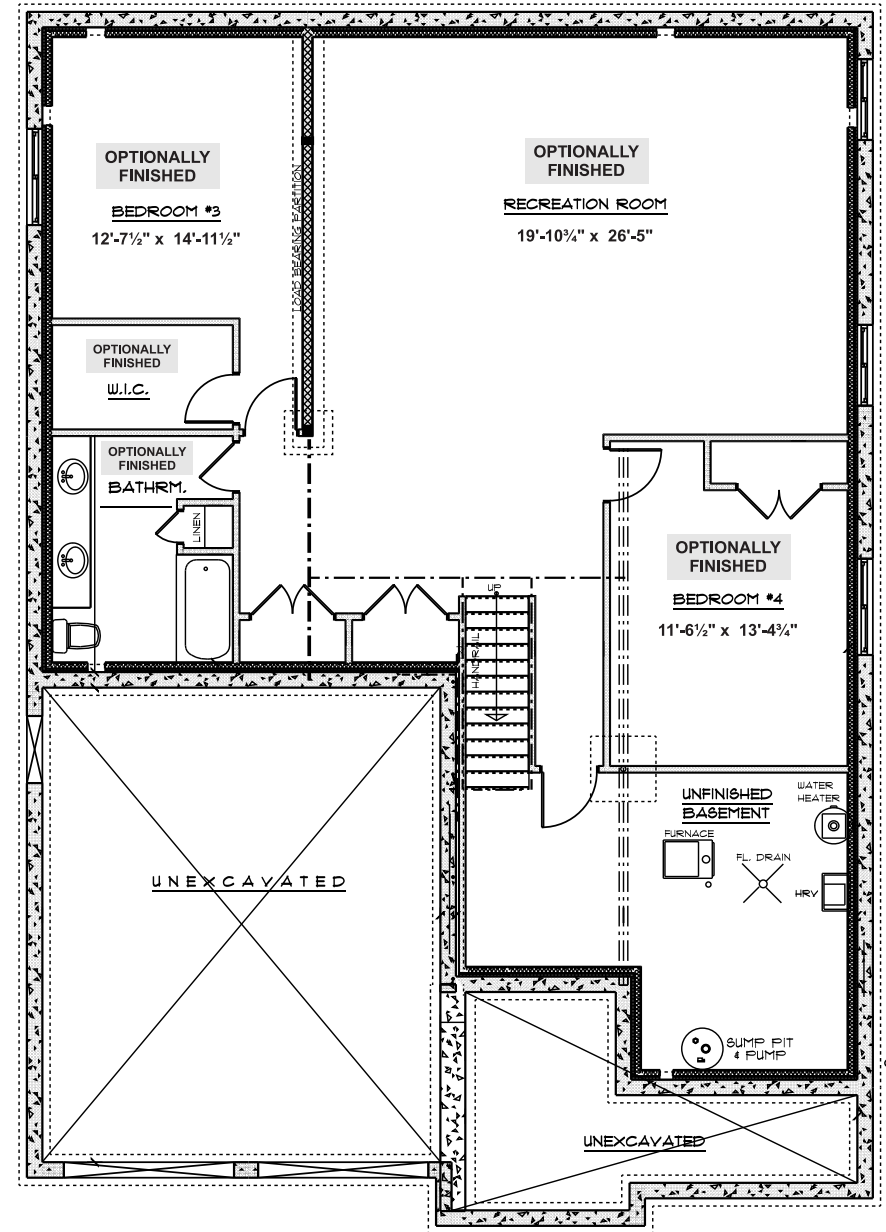 OPTIONALLY
FINISHED
BEDROOM #3
12'-7½" x 14'-11½"
LOAD BEARING PARTITION
OPTIONALLY
FINISHED
RECREATION ROOM
19'-10¾" x 26'-5"
OPTIONALLY
FINISHED
W.I.C.
OPTIONALLY
FINISHED
BATHRM.
LINEN
OPTIONALLY
FINISHED
BEDROOM #4
11'-6½" x 13'-4¾"
UP
HANDRAIL
UNFINISHED
BASEMENT
WATER
HEATER
FURNACE
FL. DRAIN
HRV
UNEXCAVATED
SUMP PIT
& PUMP
UNEXCAVATED